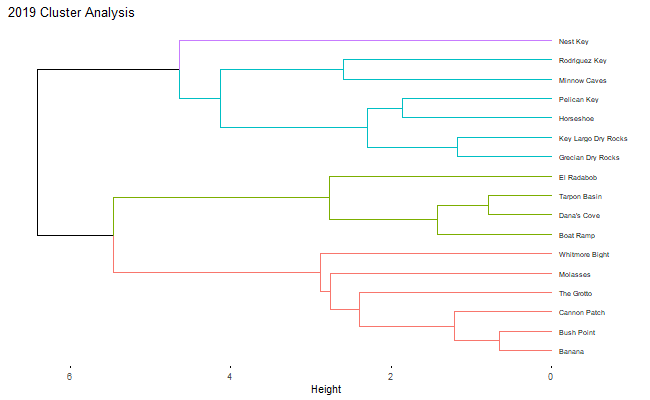 2019 Cluster Analysis
Nest Key
Rodriguez Key
Minnow Caves
Pelican Key
Horseshoe
Key Largo Dry Rocks
Grecian Dry Rocks
El Radabob
Tarpon Basin
Dana's Cove
Boat Ramp
Whitmore Bight
Molasses
The Grotto
Cannon Patch
Bush Point
Banana
6 4 2 0
Height